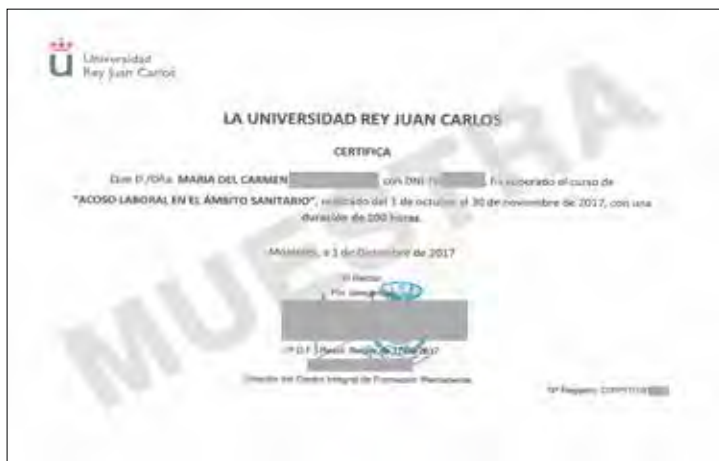 Universidad
Rey Juan Carlos
LA UNIVERSIDAD REY JUAN CARLOS
CERTIFICA
Que D./Dña. MARIA DEL CARMEN con DNI ha superado el curso de
"ACOSO LABORAL EN EL ÁMBITO SANITARIO", realizado del 1 de octubre al 30 de noviembre de 2017, con una
duración de 100 horas.
Móstoles, a 1 de Diciembre de 2017
El Rector
Por delegación
Director del Centro Integral de Formación Permanente
Nº Registro
MUESTRA